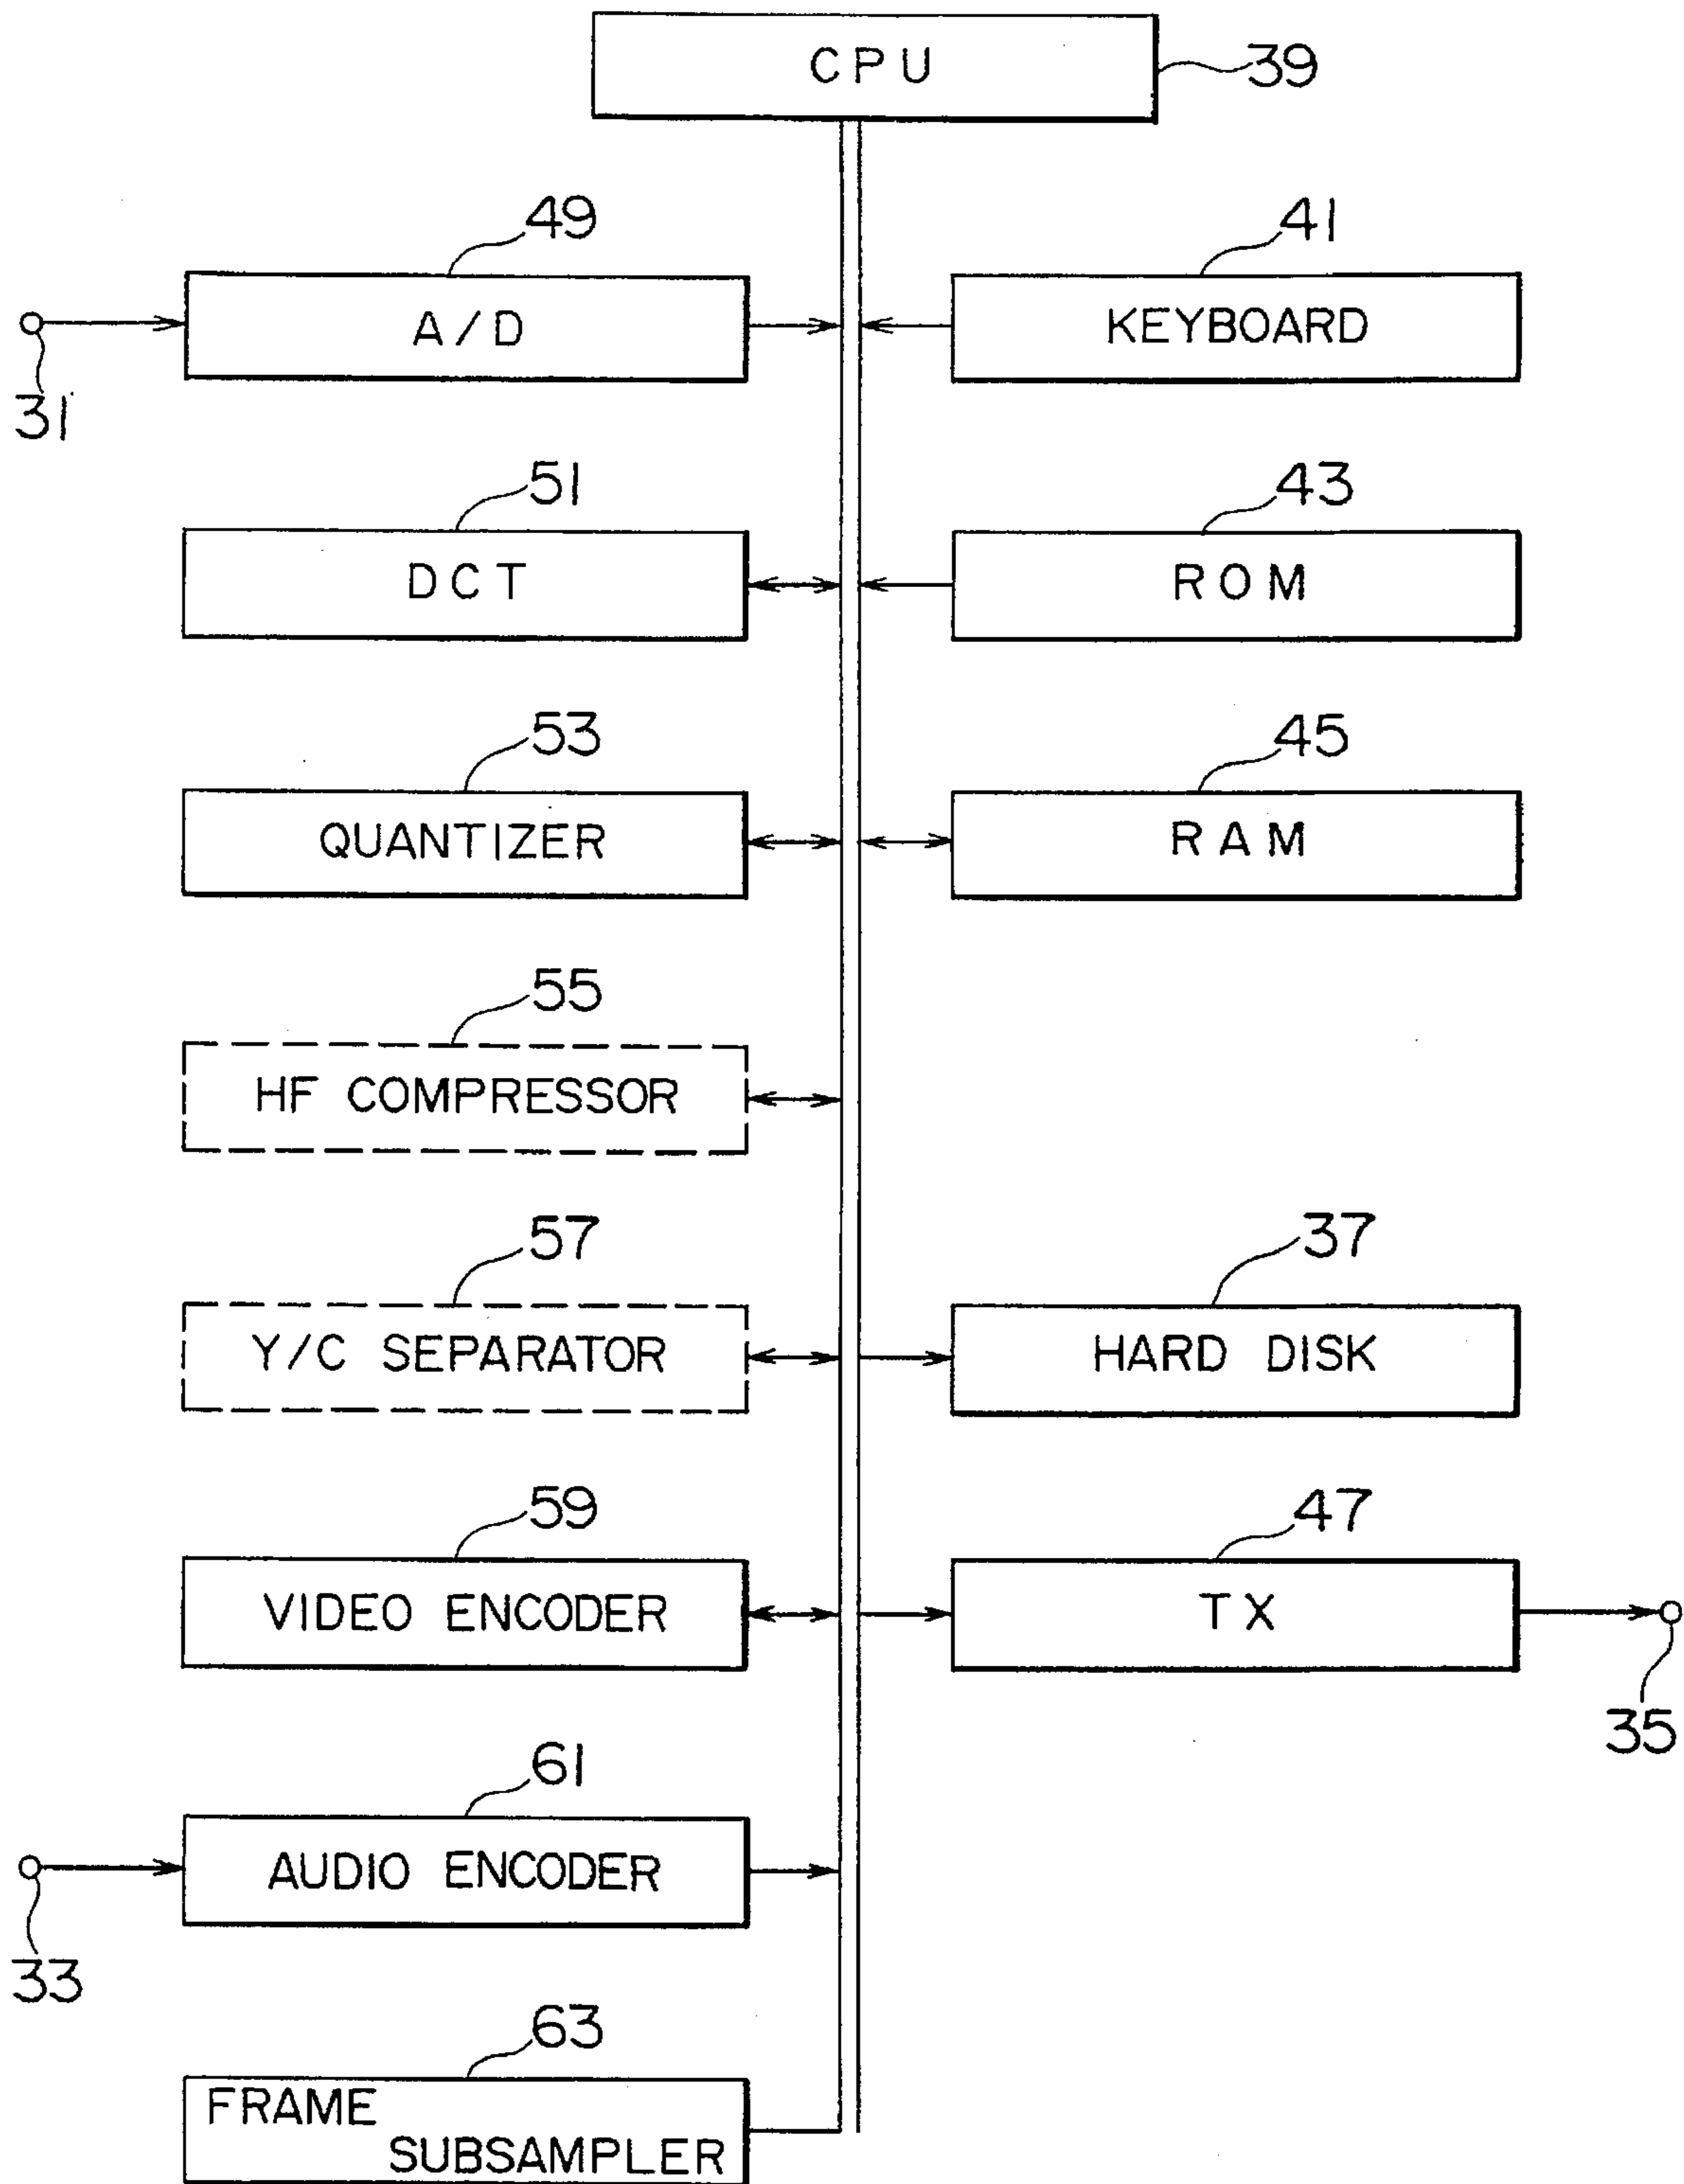 CPU
39
49
41
A/D
KEYBOARD
31
51
43
DCT
ROM
53
45
QUANTIZER
RAM
55
HF COMPRESSOR
57
37
Y/C SEPARATOR
HARD DISK
59
47
VIDEO ENCODER
TX
35
61
AUDIO ENCODER
33
63
FRAME
SUBSAMPLER